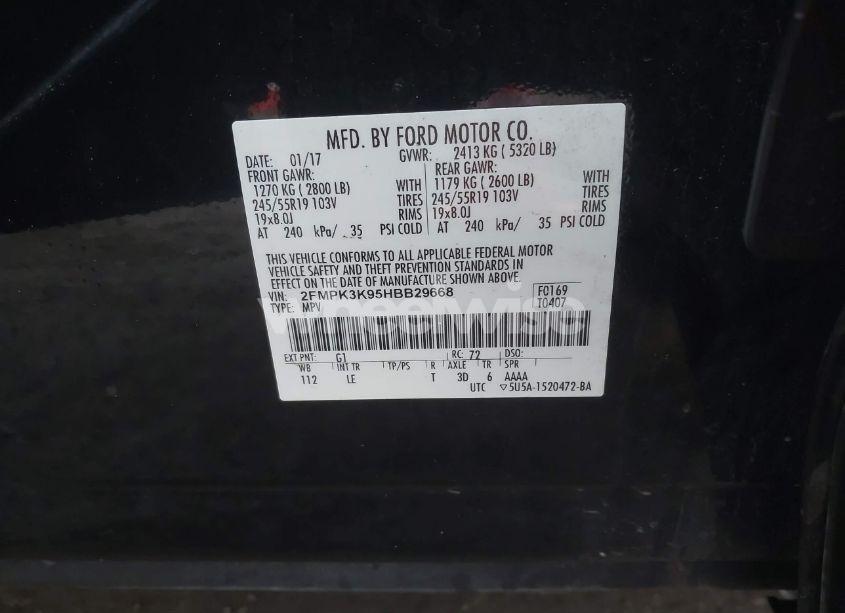 MFD. BY FORD MOTOR CO.
DATE: 01/17 GVWR: 2413 KG ( 5320 LB)
FRONT GAWR: REAR GAWR:
1270 KG ( 2800 LB) WITH 1179 KG ( 2600 LB) WITH
245/55R19 103V TIRES 245/55R19 103V TIRES
19x8.0J RIMS 19x8.0J RIMS
AT 240 kPa/ 35 PSI COLD AT 240 kPa/ 35 PSI COLD
THIS VEHICLE CONFORMS TO ALL APPLICABLE FEDERAL MOTOR
VEHICLE SAFETY AND THEFT PREVENTION STANDARDS IN
EFFECT ON THE DATE OF MANUFACTURE SHOWN ABOVE.
VIN: 2FMPK3K95HBB29668 F0169
TYPE: MPV T0407
wheelwise
EXT PNT: G1 RC: 72 DSO:
WB INT TR TP/PS R AXLE TR SPR
112 LE T 3D 6 AAAA
UTC ▽5U5A-1520472-BA